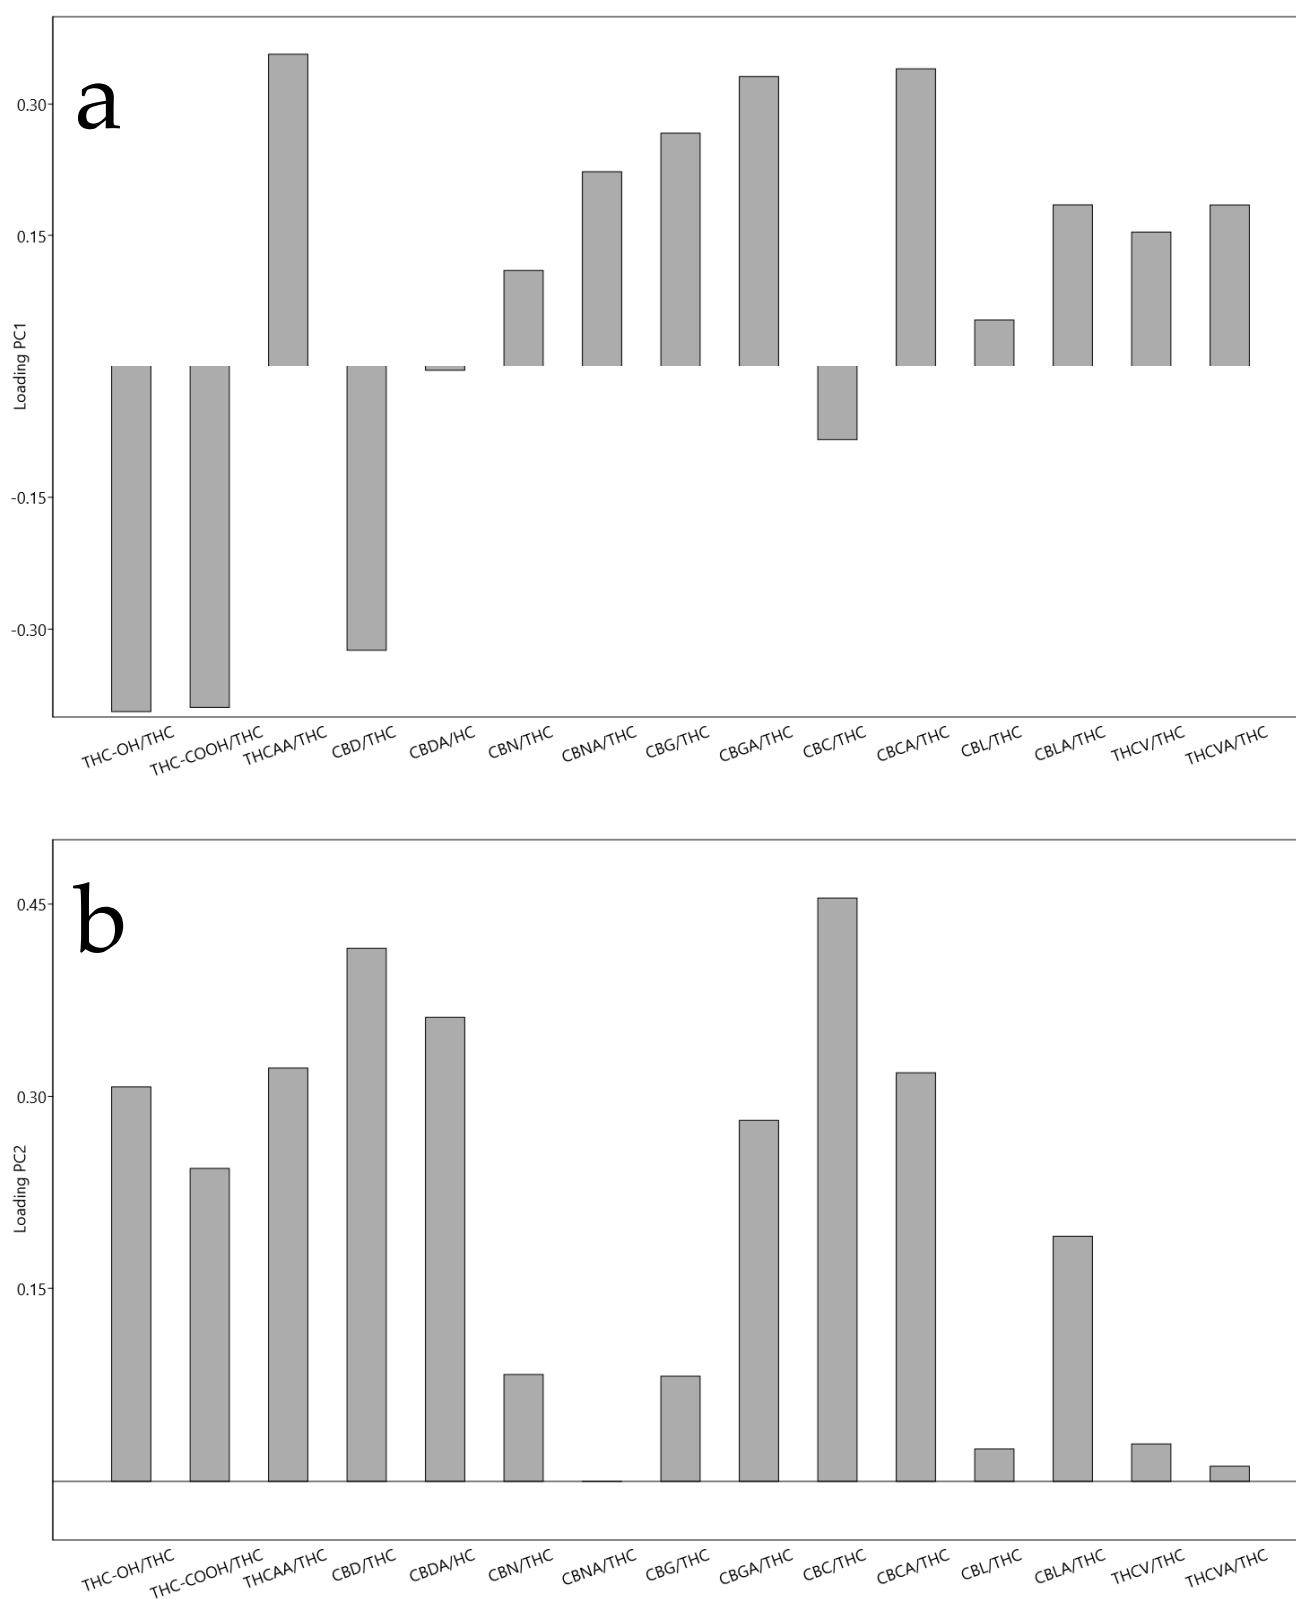 a
0.30
0.15
-0.15
-0.30
Loading PC1
THC-OH/THC
THC-COOH/THC
THCAA/THC
CBD/THC
CBDA/HC
CBN/THC
CBNA/THC
CBG/THC
CBGA/THC
CBC/THC
CBCA/THC
CBL/THC
CBLA/THC
THCV/THC
THCVA/THC
b
0.45
0.30
0.15
Loading PC2
THC-OH/THC
THC-COOH/THC
THCAA/THC
CBD/THC
CBDA/HC
CBN/THC
CBNA/THC
CBG/THC
CBGA/THC
CBC/THC
CBCA/THC
CBL/THC
CBLA/THC
THCV/THC
THCVA/THC